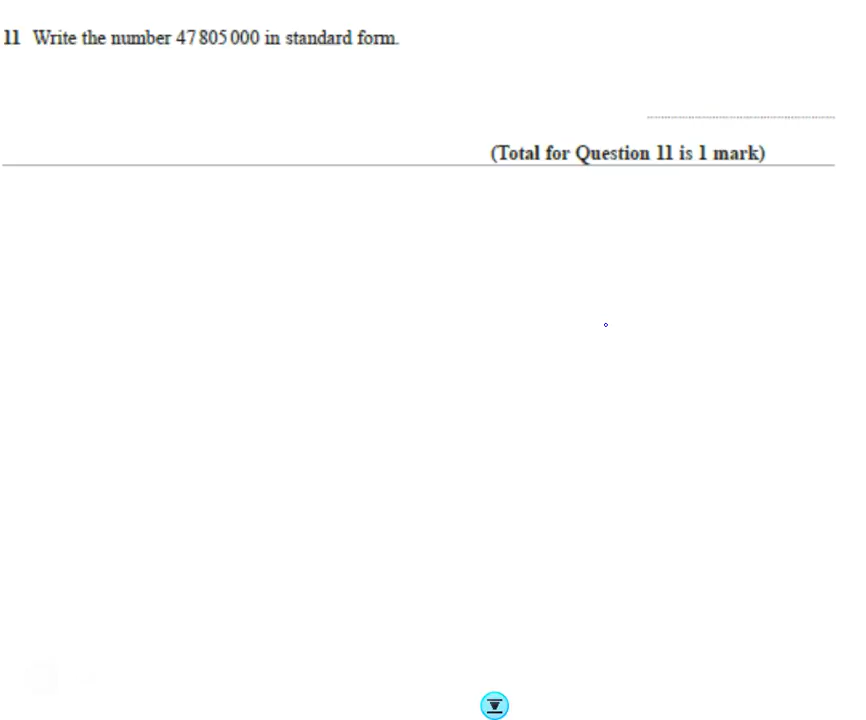 11 Write the number 47 805 000 in standard form.
(Total for Question 11 is 1 mark)